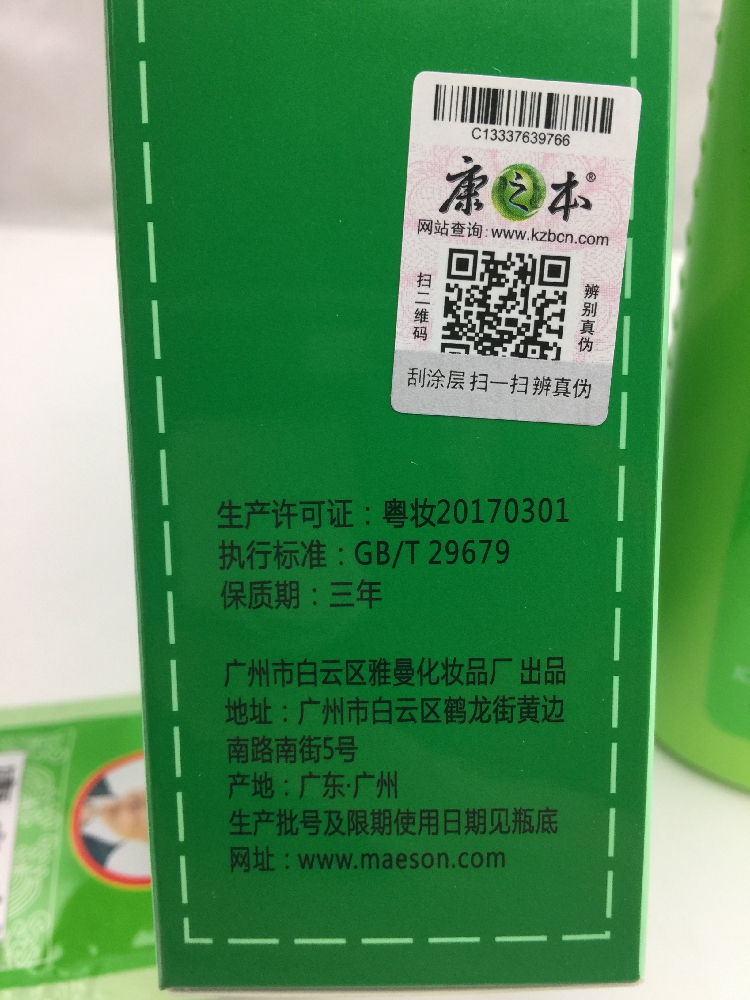 C13337639766
康之本®
网站查询:www.kzbcn.com
扫二维码
辨别真伪
刮涂层 扫一扫 辨真伪
生产许可证：粤妆20170301
执行标准：GB/T 29679
保质期：三年
广州市白云区雅曼化妆品厂 出品
地址：广州市白云区鹤龙街黄边
南路南街5号
产地：广东·广州
生产批号及限期使用日期见瓶底
网址：www.maeson.com